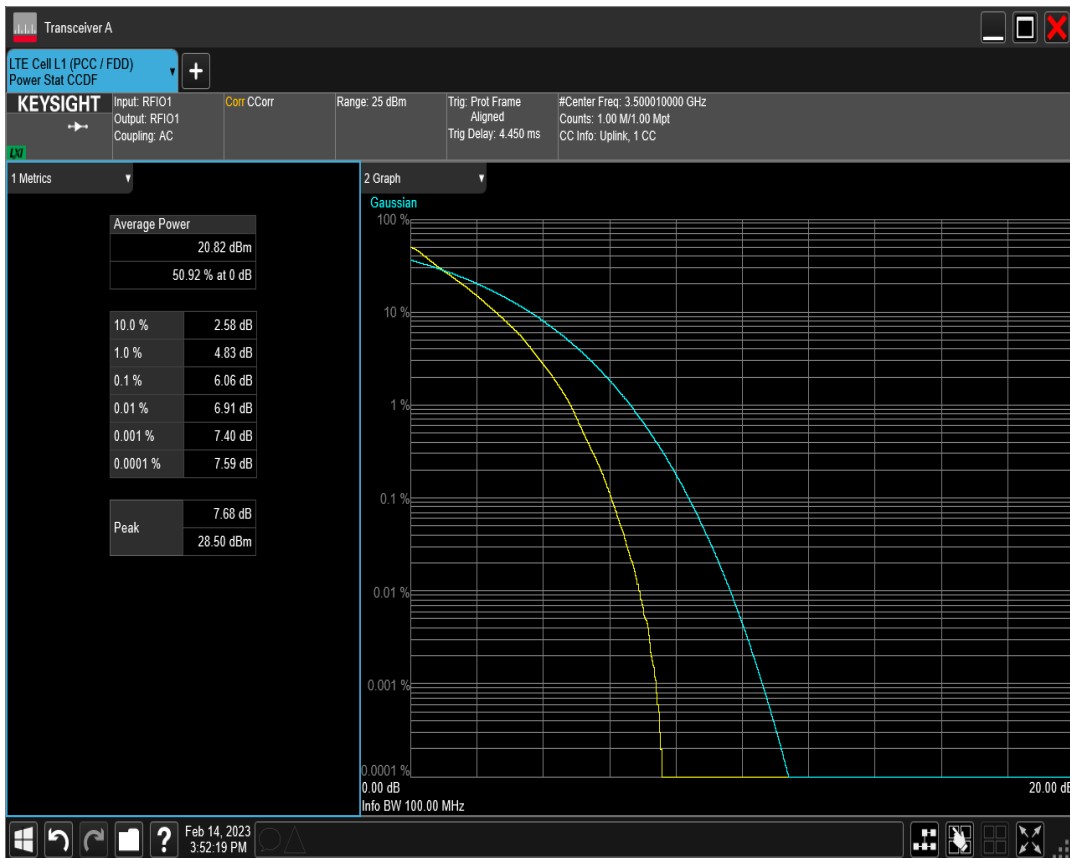 Transceiver A
LTE Cell L1 (PCC / FDD)
Power Stat CCDF
KEYSIGHT
LXI
Input: RFIO1
Output: RFIO1
Coupling: AC
Corr CCorr
Range: 25 dBm
Trig: Prot Frame
Aligned
Trig Delay: 4.450 ms
#Center Freq: 3.500010000 GHz
Counts: 1.00 M/1.00 Mpt
CC Info: Uplink, 1 CC
1 Metrics
Average Power
20.82 dBm
50.92 % at 0 dB
10.0 % 2.58 dB
1.0 % 4.83 dB
0.1 % 6.06 dB
0.01 % 6.91 dB
0.001 % 7.40 dB
0.0001 % 7.59 dB
Peak
7.68 dB
28.50 dBm
2 Graph
Gaussian
100 %
10 %
1 %
0.1 %
0.01 %
0.001 %
0.0001 %
0.00 dB 20.00 dB
Info BW 100.00 MHz
?
Feb 14, 2023
3:52:19 PM